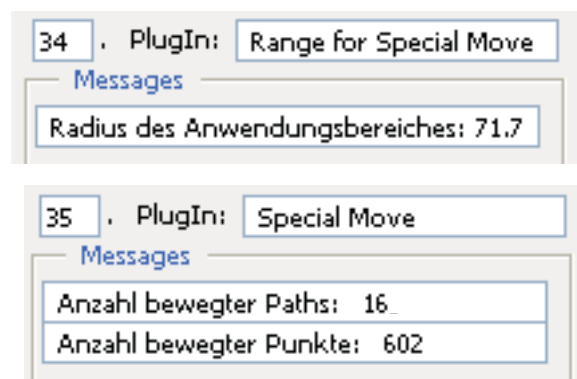 34 . PlugIn: Range for Special Move
Messages
Radius des Anwendungsbereiches: 71.7
35 . PlugIn: Special Move
Messages
Anzahl bewegter Paths: 16_
Anzahl bewegter Punkte: 602